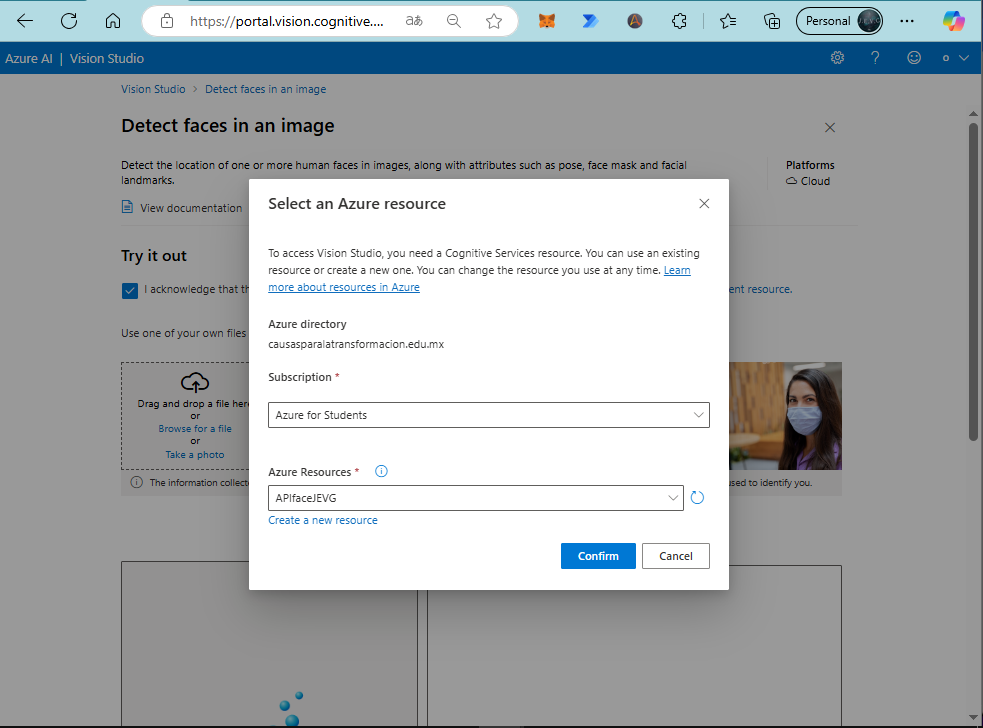 https://portal.vision.cognitive....
aあ
Personal
Azure AI | Vision Studio
Vision Studio > Detect faces in an image
Detect faces in an image
Detect the location of one or more human faces in images, along with attributes such as pose, face mask and facial
landmarks.
Platforms
Cloud
View documentation
Try it out
I acknowledge that th
ent resource.
Use one of your own files
Drag and drop a file here
or
Browse for a file
or
Take a photo
The information collecte
used to identify you.
Select an Azure resource
To access Vision Studio, you need a Cognitive Services resource. You can use an existing
resource or create a new one. You can change the resource you use at any time. Learn
more about resources in Azure
Azure directory
causasparalatransformacion.edu.mx
Subscription *
Azure for Students
Azure Resources *
APIfaceJEVG
Create a new resource
Confirm
Cancel